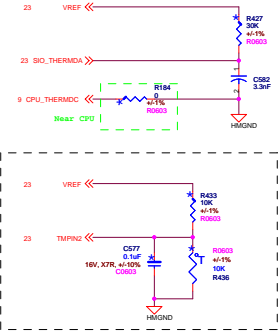 23 VREF
R427
30K
+/-1%
R0603
23 SIO_THERMDA
1
C582
3.3nF
2
R184
0
9 CPU_THERMDC
+/-1%
R0603
Near CPU
HMGND
23 VREF
R433
10K
+/-1%
R0603
23 TMPIN2
C577
0.1uF
16V, X7R, +/-10%
C0603
R0603
+/-1%
10K
R436
T
HMGND